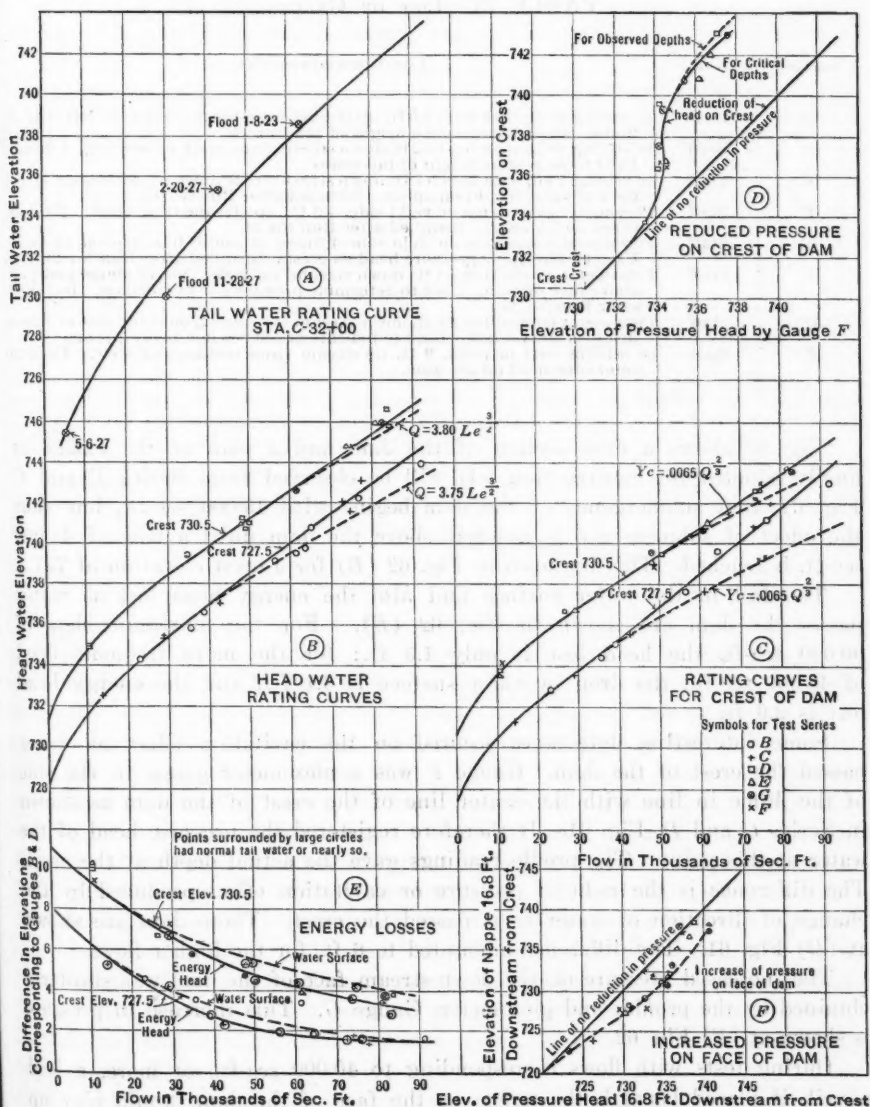 742
740
738
736
734
732
730
728
726
724
746
744
742
740
738
736
734
732
730
728
Tail Water Elevation
Head Water Elevation
Flood 1-8-23
2-20-27
Flood 11-28-27
5-6-27
A
TAIL WATER RATING CURVE
STA. C-32+00
742
740
738
736
734
732
730
Elevation on Crest
For Observed Depths
For Critical
Depths
Reduction of
head on Crest
Line of no reduction in pressure
D
REDUCED PRESSURE
ON CREST OF DAM
Crest
Crest
730 732 734 736 738 740
Elevation of Pressure Head by Gauge F
Q=3.80 Le 3/2
Q=3.75 Le 3/2
Crest 730.5
Crest 727.5
B
HEAD WATER
RATING CURVES
Yc=.0065 Q 2/3
Crest 730.5
Crest 727.5
Yc=.0065 Q 2/3
C
RATING CURVES
FOR CREST OF DAM
Symbols for Test Series
B
C
D
E
G
F
0 10 20 30 40 50 60 70 80 90
Flow in Thousands of Sec. Ft.
Difference in Elevations
Corresponding to Gauges B & D
10
8
6
4
2
0
Points surrounded by large circles
had normal tail water or nearly so.
E
Crest Elev. 730.5
ENERGY LOSSES
Energy
Head
Water Surface
Crest Elev. 727.5
Water Surface
Energy
Head
0 10 20 30 40 50 60 70 80 90
Flow in Thousands of Sec. Ft.
Elevation of Nappe 16.8 Ft.
Downstream from Crest
745
735
730
725
720
Line of no reduction in pressure
Increase of pressure
on face of dam
F
INCREASED PRESSURE
ON FACE OF DAM
725 730 735 745
Elev. of Pressure Head 16.8 Ft. Downstream from Crest